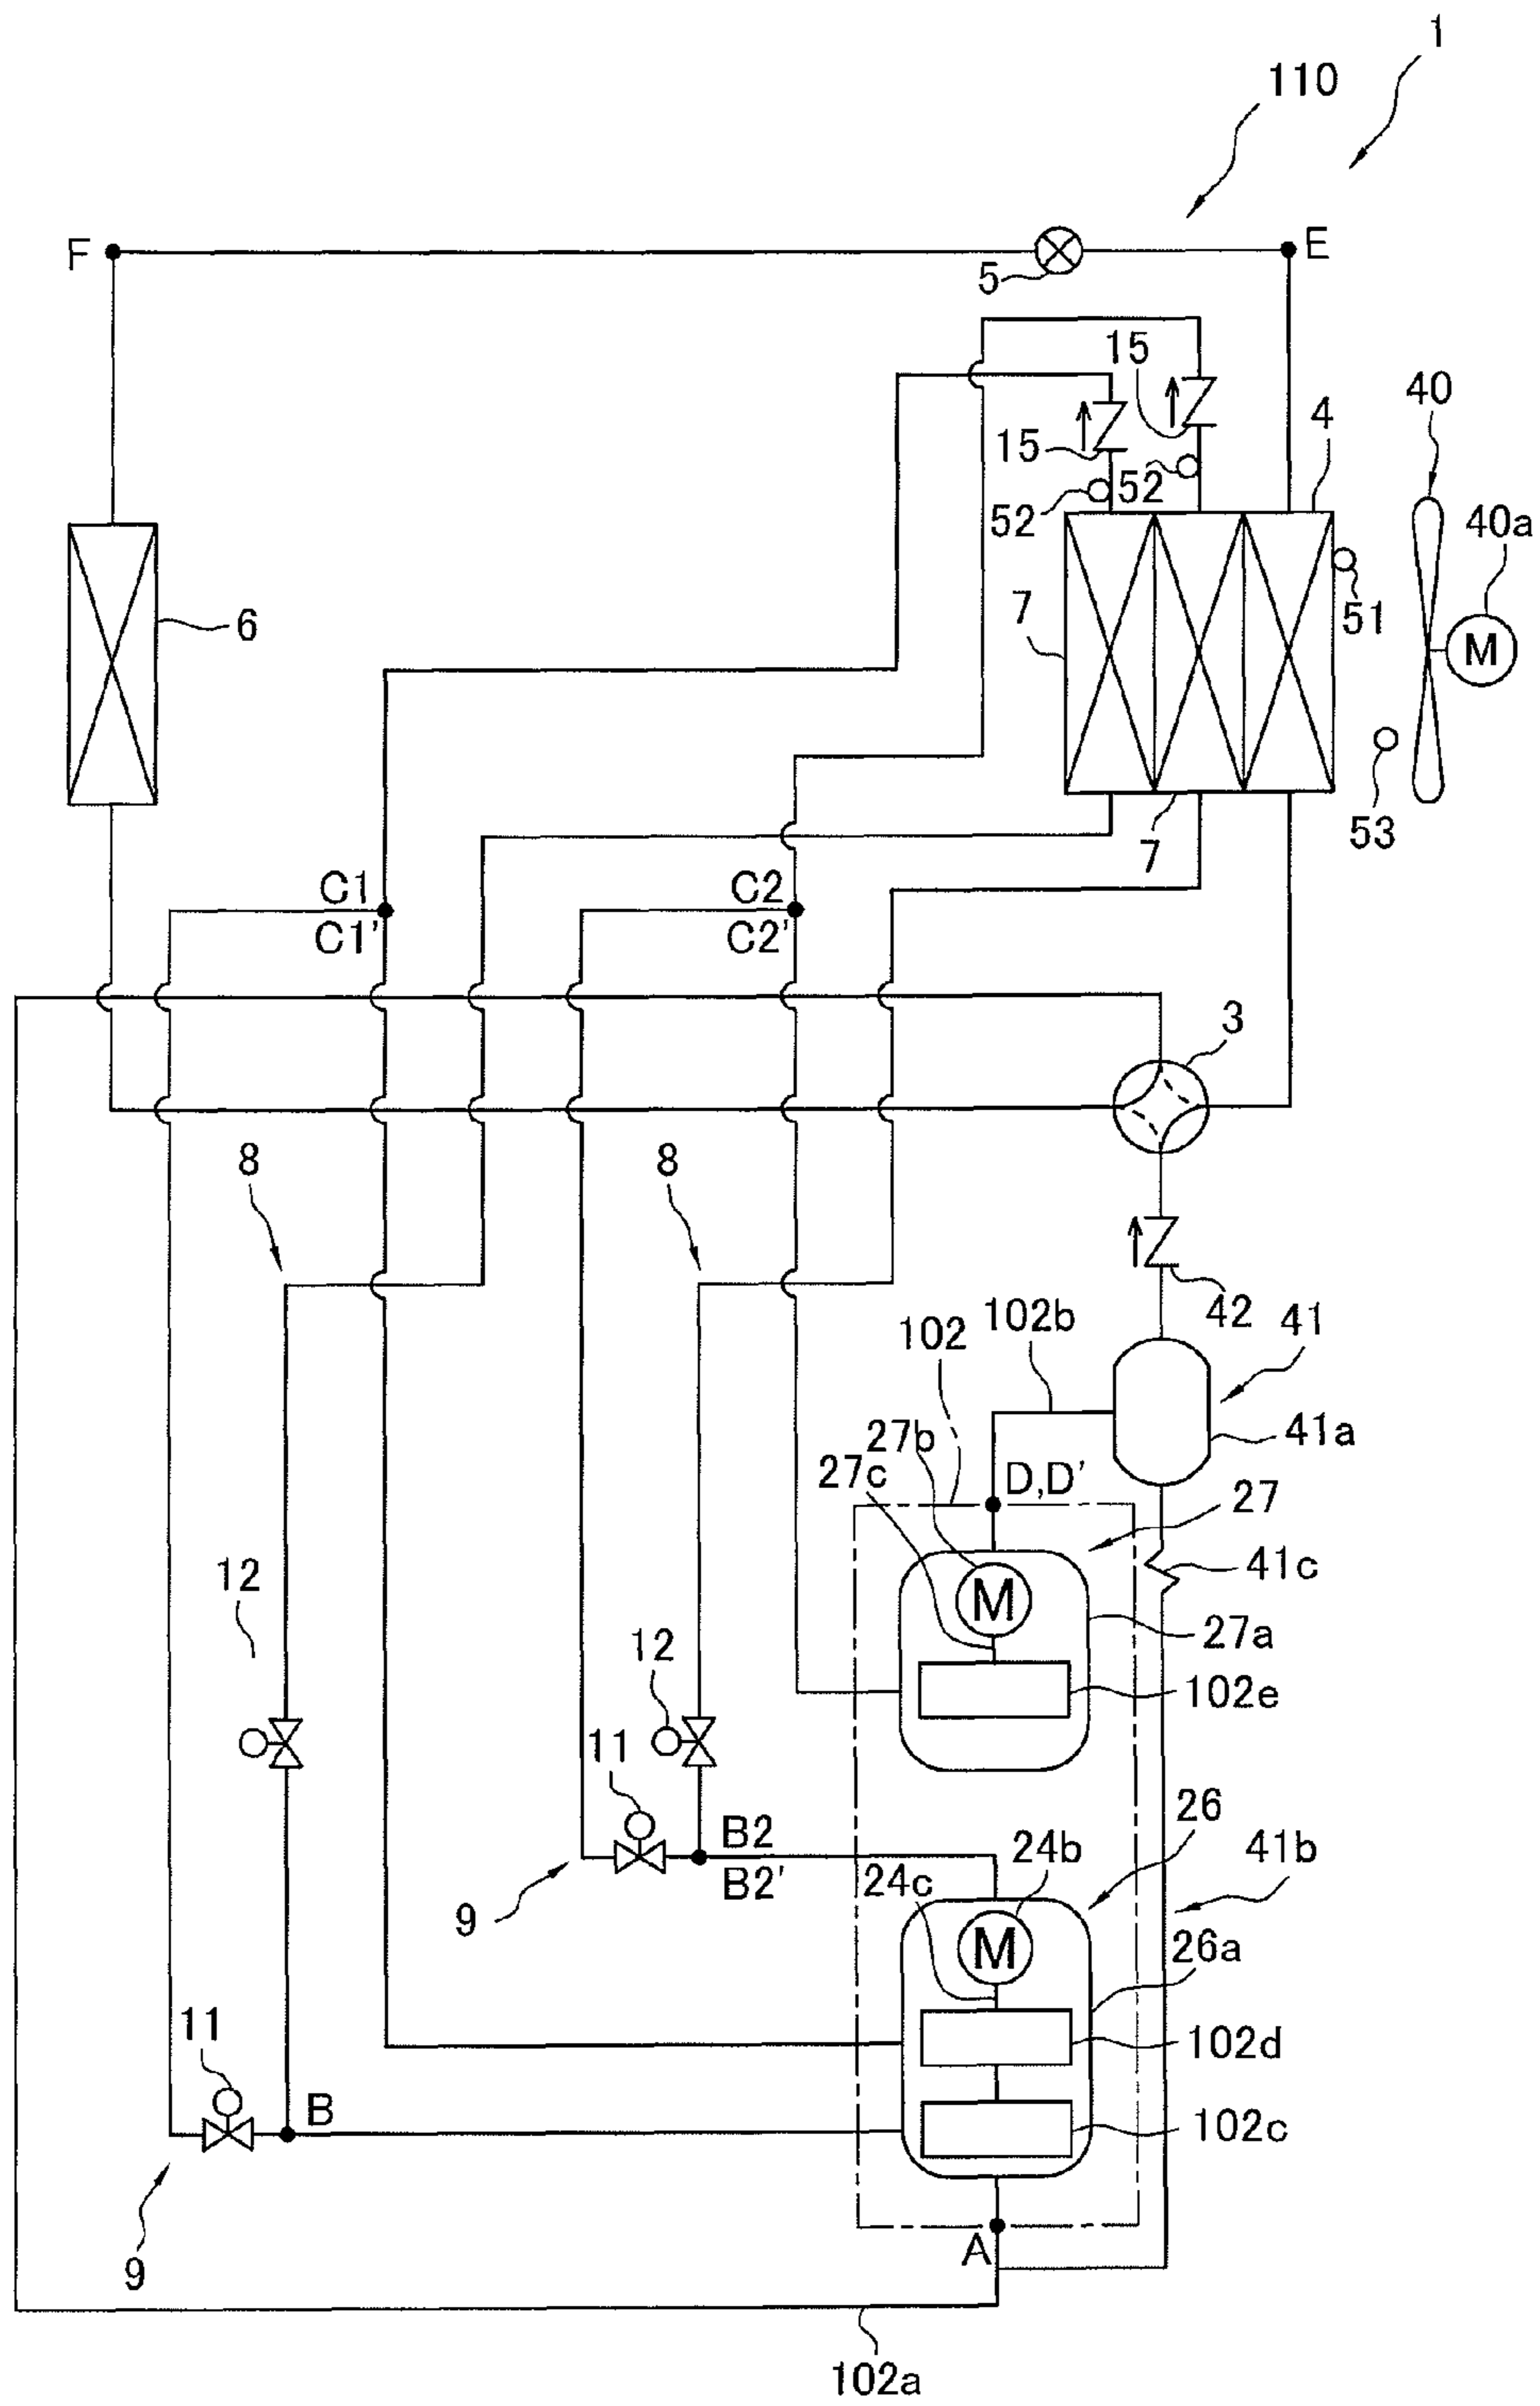 1
110
F
E
5
15
40
4
15
52
52
40a
51
7
6
M
53
7
C1
C2
C1'
C2'
3
8
8
42
102b
41
102
27b
41a
27c
D,D'
27
12
41c
M
27a
12
102e
11
26
B2
24b
41b
B2'
24c
9
M
26a
11
102d
B
102c
A
9
102a